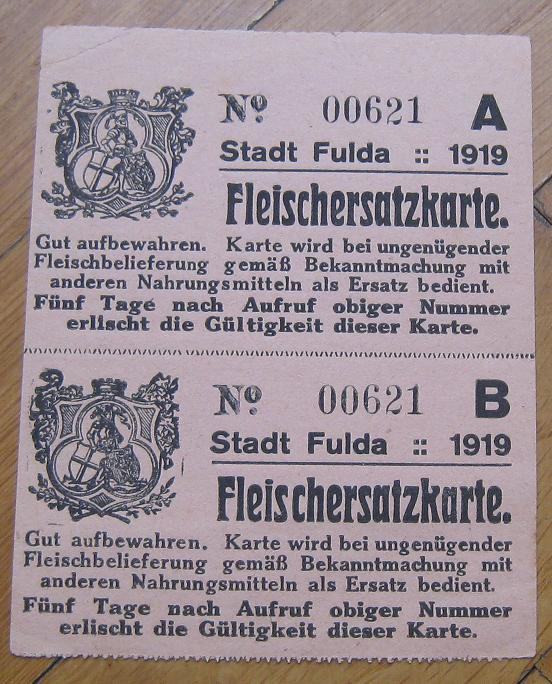 Nº 00621 A
Stadt Fulda :: 1919
Fleischersatzkarte.
Gut aufbewahren. Karte wird bei ungenügender
Fleischbelieferung gemäß Bekanntmachung mit
anderen Nahrungsmitteln als Ersatz bedient.
Fünf Tage nach Aufruf obiger Nummer
erlischt die Gültigkeit dieser Karte.
Nº 00621 B
Stadt Fulda :: 1919
Fleischersatzkarte.
Gut aufbewahren. Karte wird bei ungenügender
Fleischbelieferung gemäß Bekanntmachung mit
anderen Nahrungsmitteln als Ersatz bedient.
Fünf Tage nach Aufruf obiger Nummer
erlischt die Gültigkeit dieser Karte.